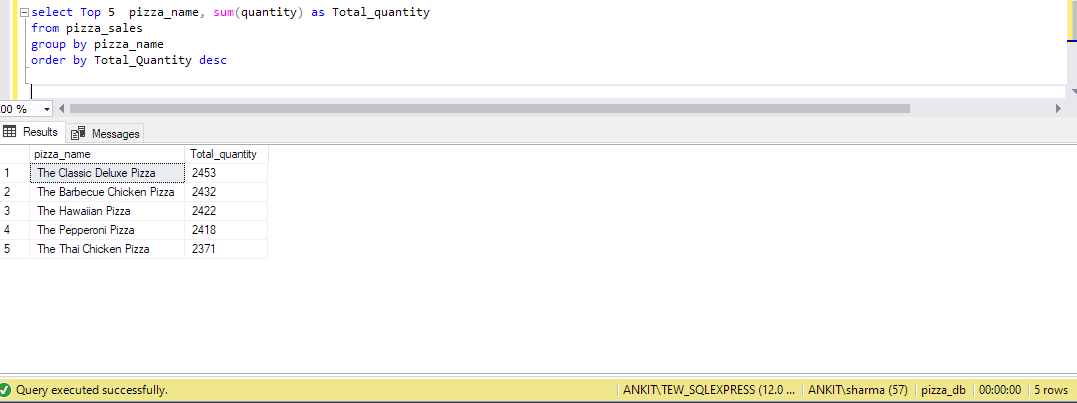 select Top 5  pizza_name, sum(quantity) as Total_quantity
from pizza_sales
group by pizza_name
order by Total_Quantity desc
00 %
Results Messages
pizza_name Total_quantity
1 The Classic Deluxe Pizza 2453
2 The Barbecue Chicken Pizza 2432
3 The Hawaiian Pizza 2422
4 The Pepperoni Pizza 2418
5 The Thai Chicken Pizza 2371
Query executed successfully. ANKIT\TEW_SQLEXPRESS (12.0 ... ANKIT\sharma (57) pizza_db 00:00:00 5 rows